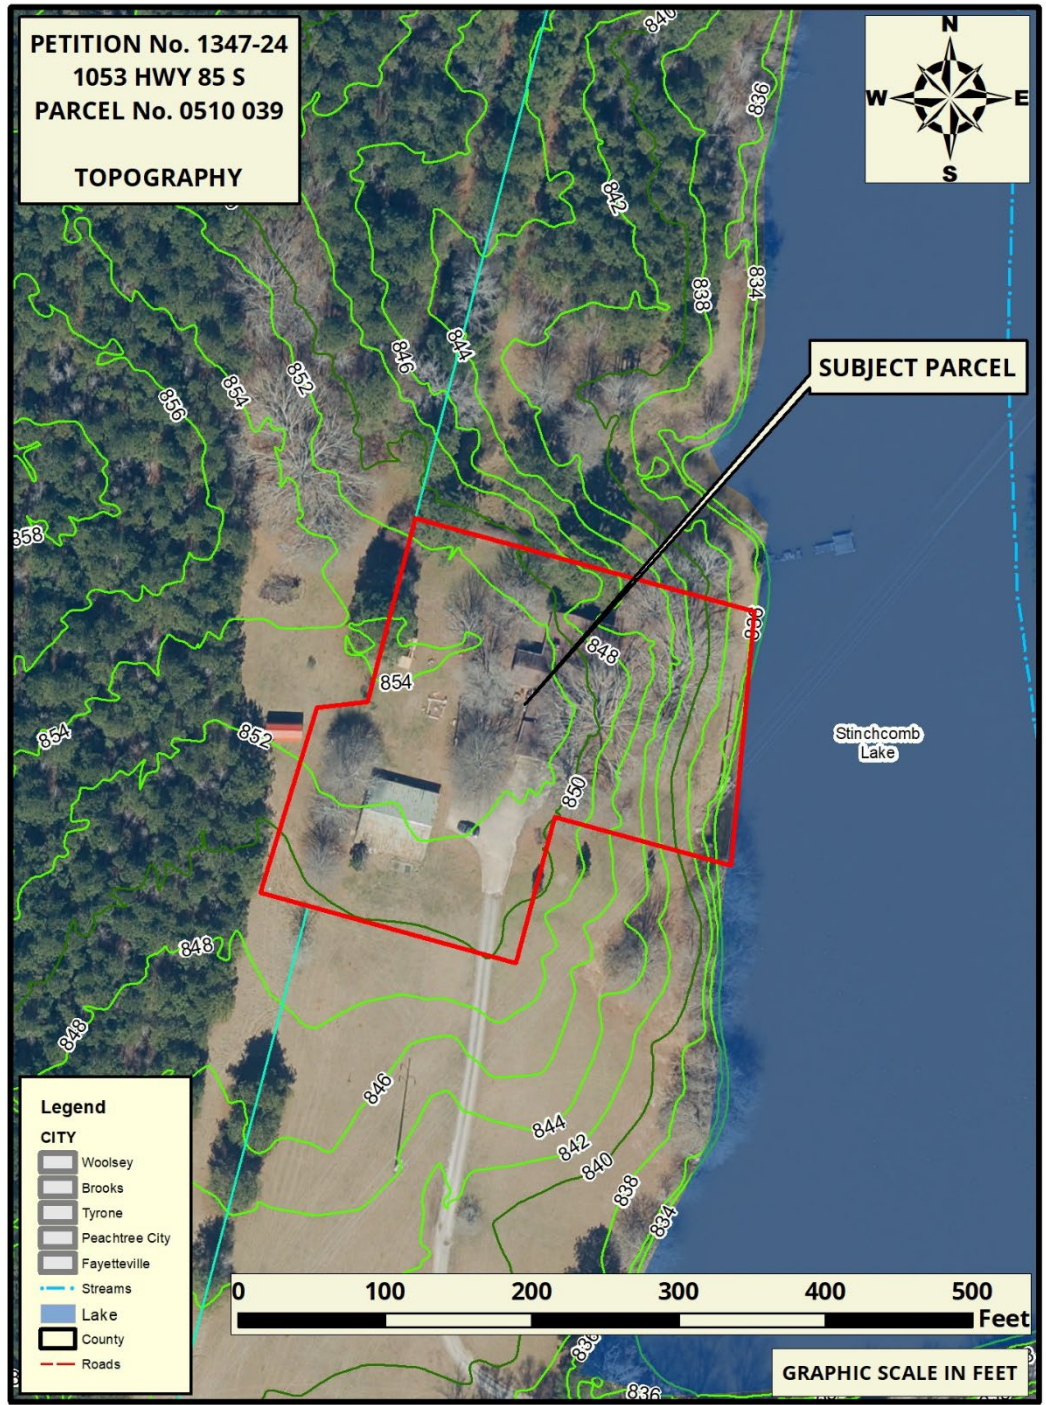 PETITION No. 1347-24
1053 HWY 85 S
PARCEL No. 0510 039
TOPOGRAPHY
N
W
E
S
840
836
842
834
838
844
846
852
854
856
858
SUBJECT PARCEL
836
848
854
852
854
Stinchcomb
Lake
850
848
848
846
844
842
840
838
834
Legend
CITY
Woolsey
Brooks
Tyrone
Peachtree City
Fayetteville
Streams
Lake
County
Roads
0 100 200 300 400 500
Feet
836
836
GRAPHIC SCALE IN FEET